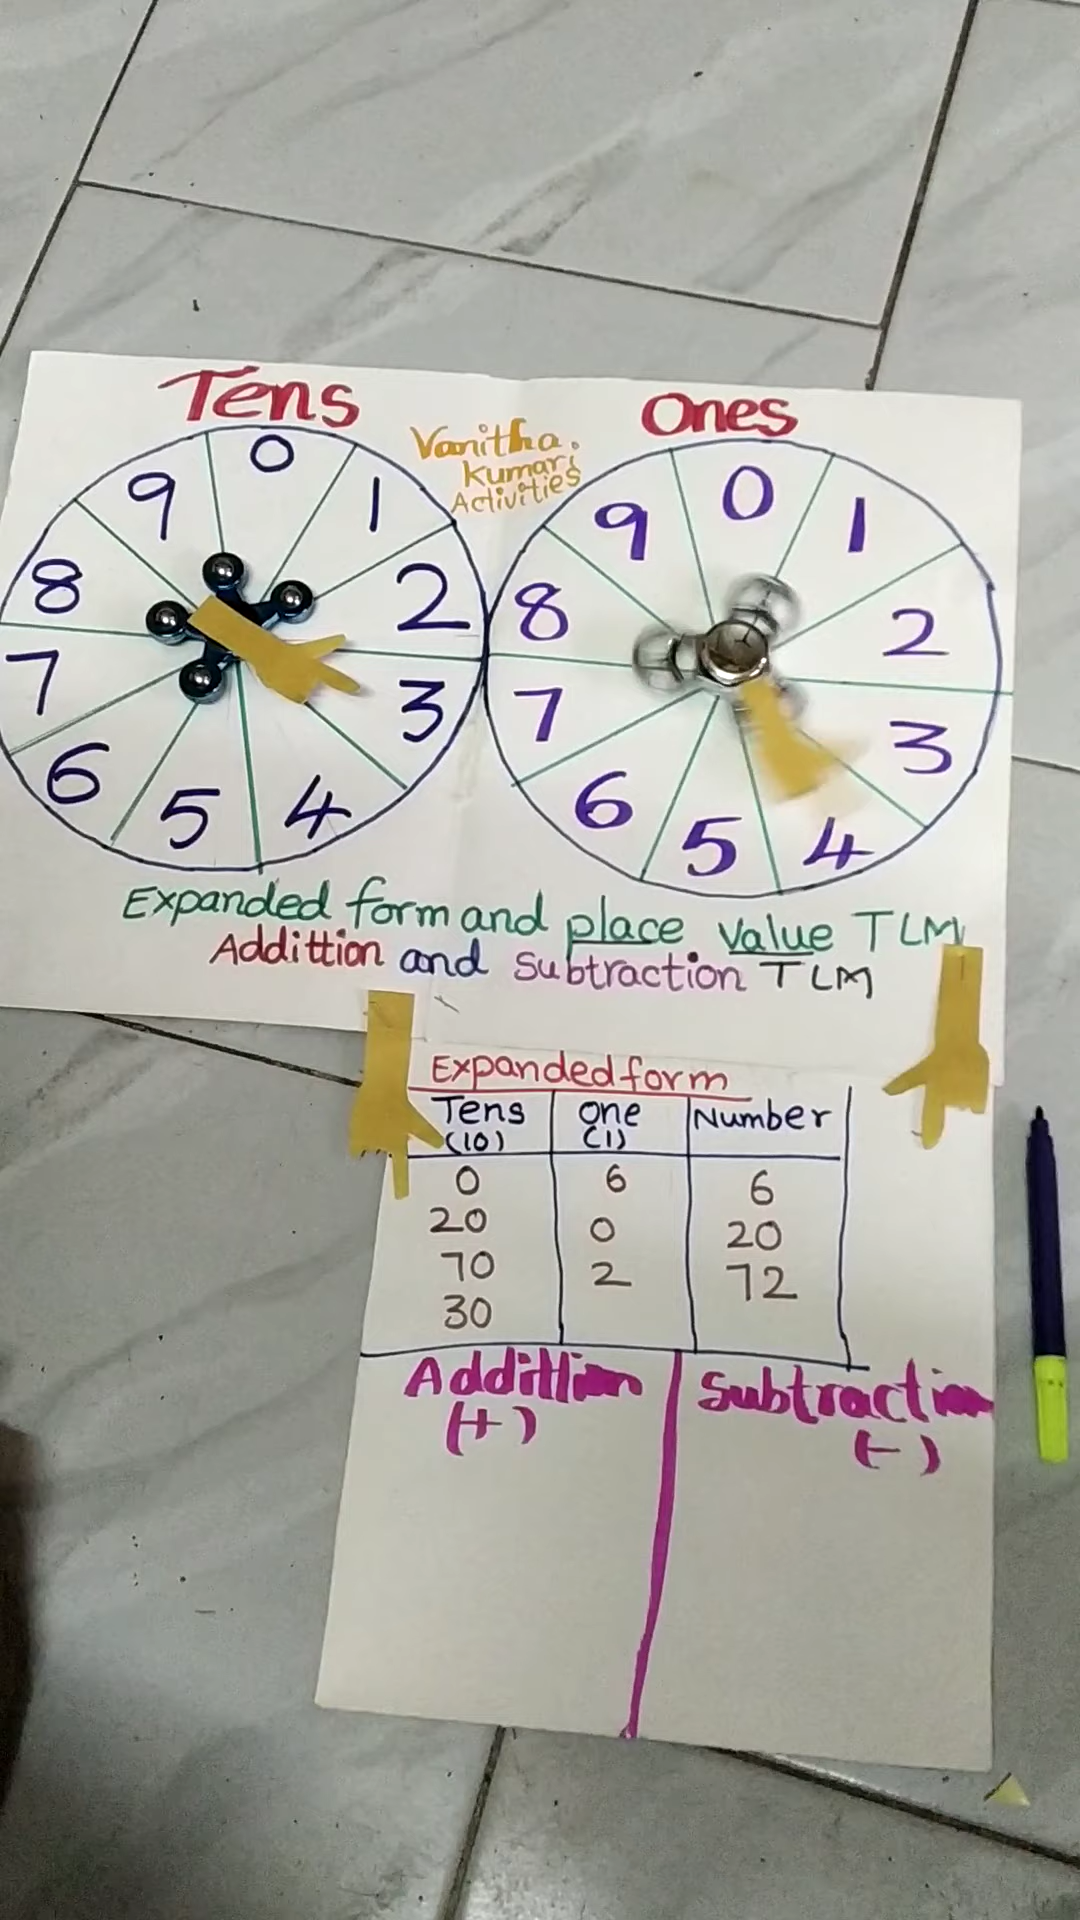 Tens
Ones
Vanitha.
Kumari
Activities
0
1
2
3
4
5
6
7
8
9
0
1
2
3
4
5
6
7
8
9
Expanded form and place value TLM
Addittion and Subtraction TLM
Expanded form
Tens one Number
(10) (1)
0 6 6
20 0 20
70 2 72
30
Addittion Subtraction
(+) (-)